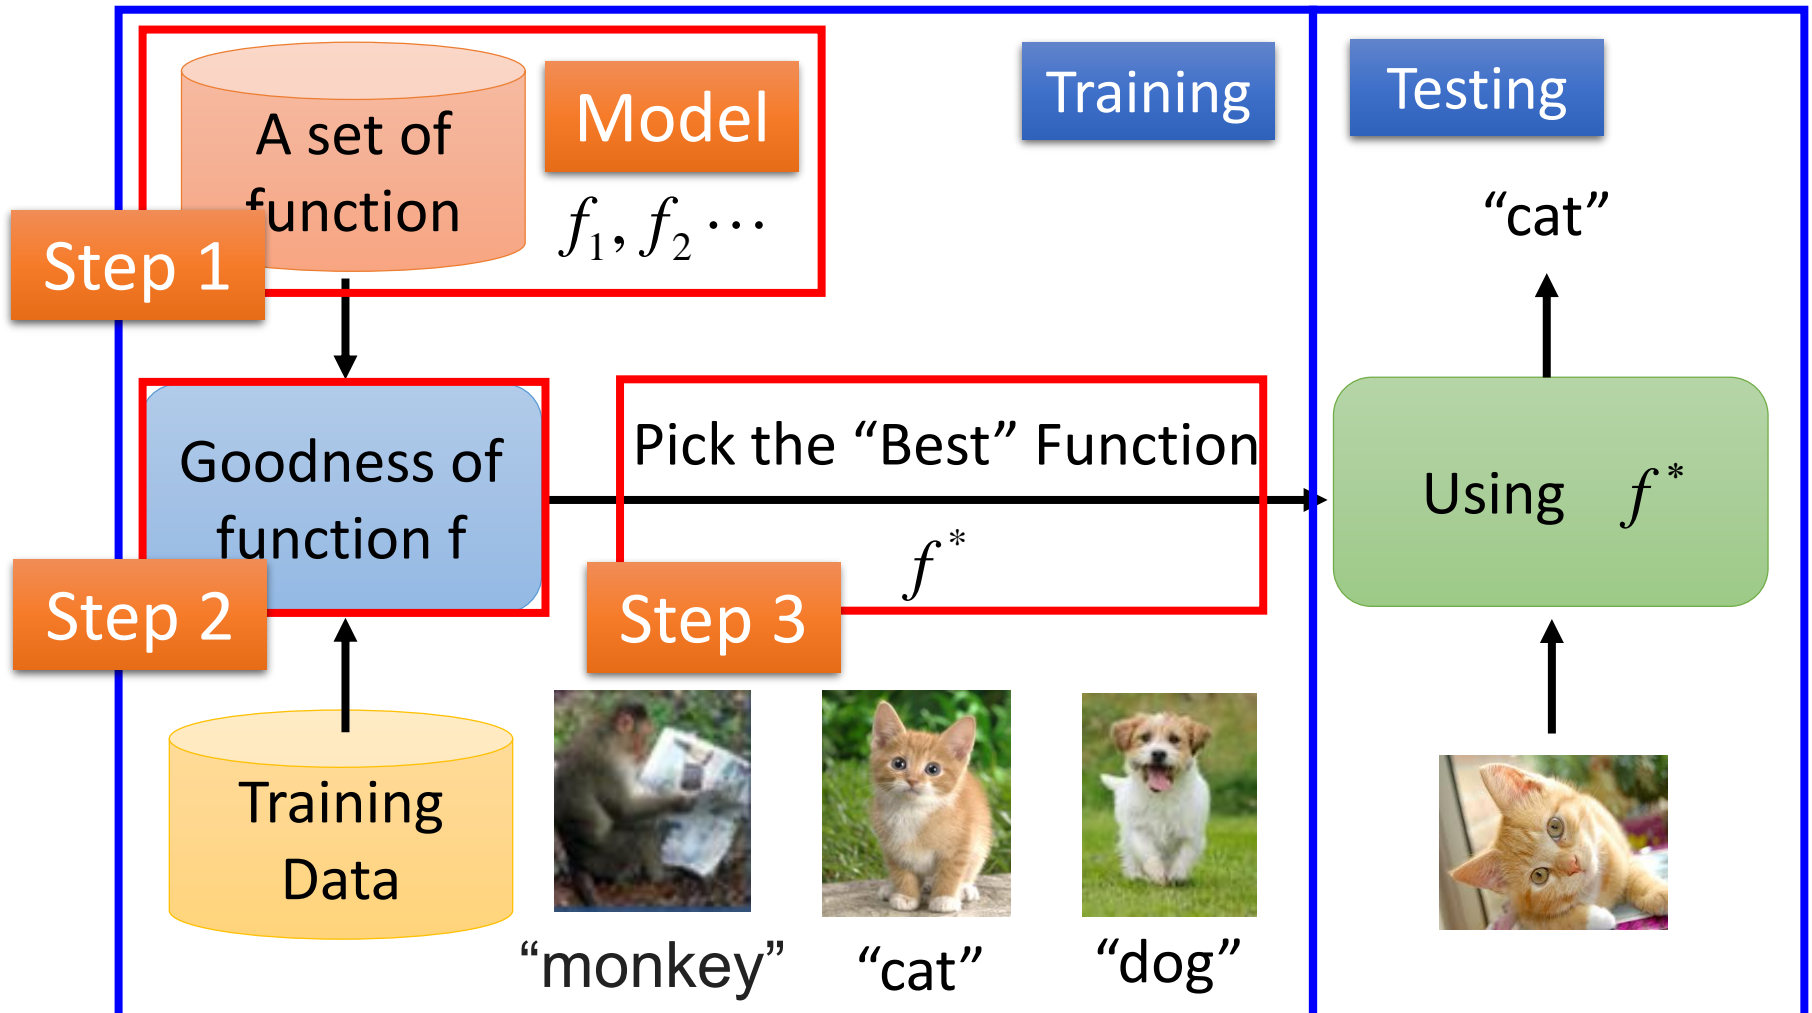 A set of
function
Model
f₁, f₂ ⋯
Step 1
Training
Goodness of
function f
Step 2
Pick the “Best” Function
f*
Step 3
Training
Data
“monkey”
“cat”
“dog”
Testing
“cat”
Using f*